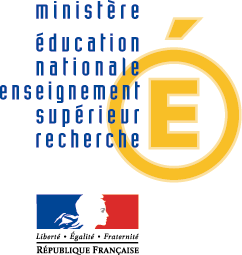 ministère
éducation
nationale
enseignement
supérieur
recherche
É
Liberté • Égalité • Fraternité
RÉPUBLIQUE FRANÇAISE